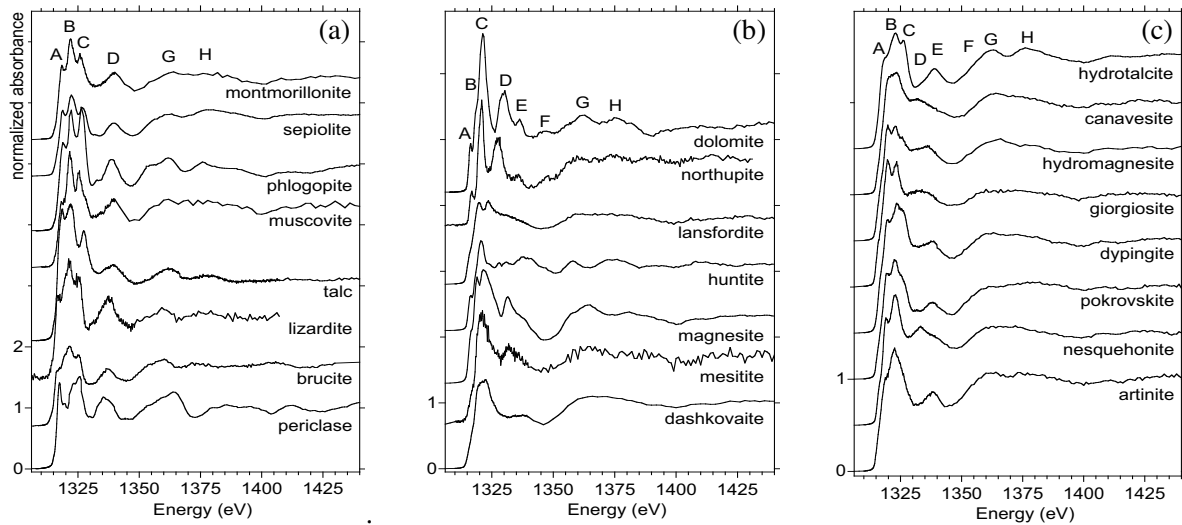 (a)
A
B
C
D
G
H
normalized absorbance
montmorillonite
sepiolite
phlogopite
muscovite
talc
lizardite
2
brucite
1
periclase
0
1325 1350 1375 1400 1425
Energy (eV)
(b)
C
B
D
A
E
F
G
H
dolomite
northupite
lansfordite
huntite
magnesite
mesitite
1
dashkovaite
0
1325 1350 1375 1400 1425
Energy (eV)
(c)
B
A
C
D
E
F
G
H
hydrotalcite
canavesite
hydromagnesite
giorgiosite
dypingite
pokrovskite
nesquehonite
1
artinite
0
1325 1350 1375 1400 1425
Energy (eV)
.